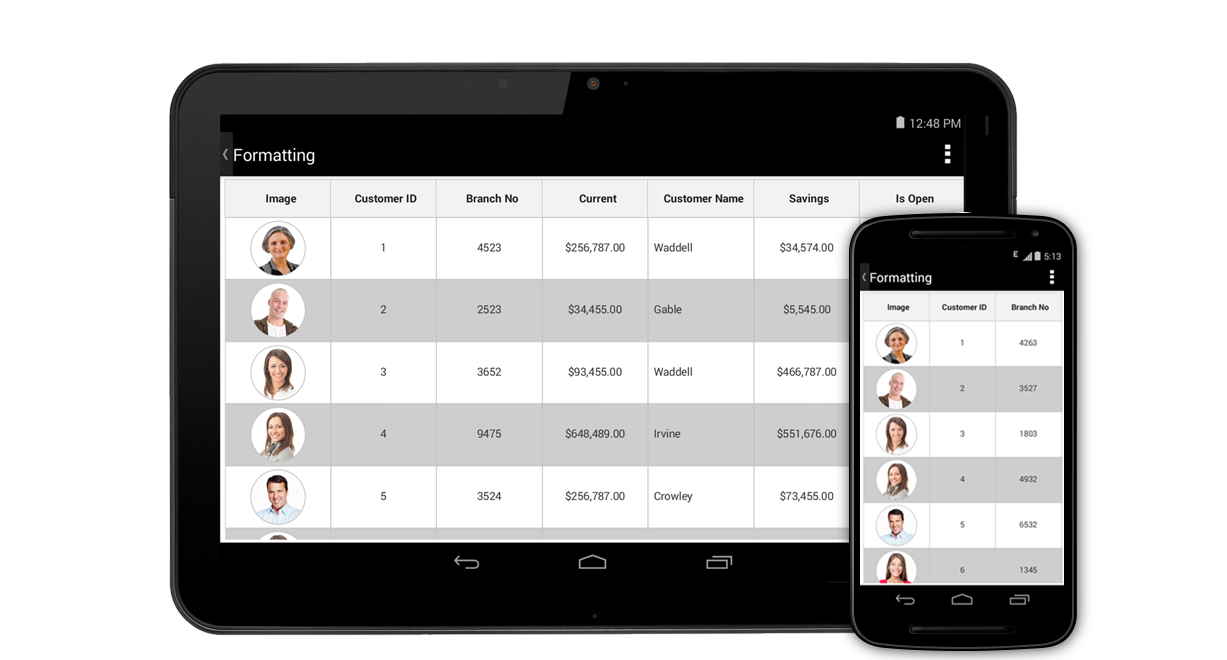 12:48 PM
Formatting
Image Customer ID Branch No Current Customer Name Savings Is Open
1 4523 $256,787.00 Waddell $34,574.00
2 2523 $34,455.00 Gable $5,545.00
3 3652 $93,455.00 Waddell $466,787.00
4 9475 $648,489.00 Irvine $551,676.00
5 3524 $256,787.00 Crowley $73,455.00
E 5:13
Formatting
Image Customer ID Branch No
1 4263
2 3527
3 1803
4 4932
5 6532
6 1345